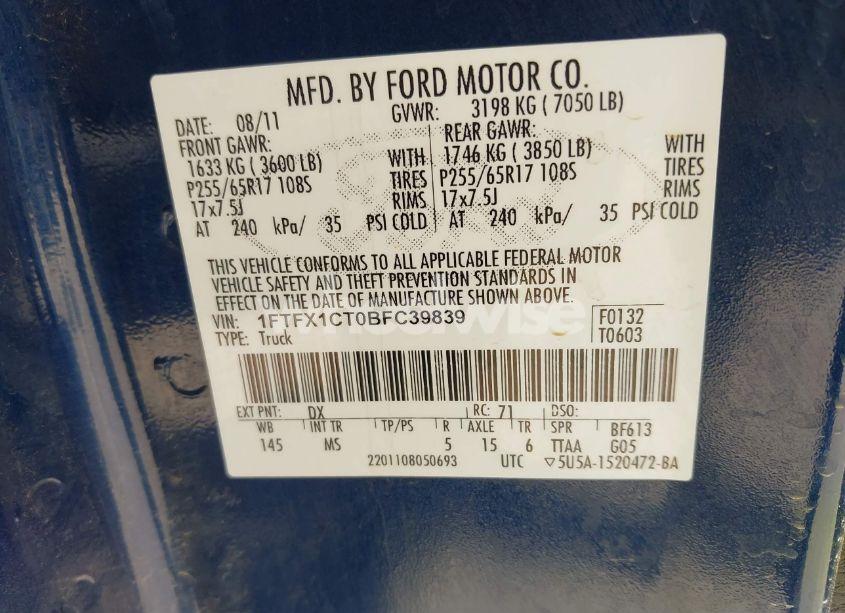 MFD. BY FORD MOTOR CO.
DATE: 08/11 GVWR: 3198 KG ( 7050 LB)
FRONT GAWR: REAR GAWR:
1633 KG ( 3600 LB) WITH 1746 KG ( 3850 LB) WITH
P255/65R17 108S TIRES P255/65R17 108S TIRES
17x7.5J RIMS 17x7.5J RIMS
AT 240 kPa/ 35 PSI COLD AT 240 kPa/ 35 PSI COLD
THIS VEHICLE CONFORMS TO ALL APPLICABLE FEDERAL MOTOR
VEHICLE SAFETY AND THEFT PREVENTION STANDARDS IN
EFFECT ON THE DATE OF MANUFACTURE SHOWN ABOVE.
VIN: 1FTFX1CT0BFC39839 F0132
TYPE: Truck T0603
EXT PNT: DX RC: 71 DSO:
WB INT TR TP/PS R AXLE TR SPR BF613
145 MS 5 15 6 TTAA G05
2201108050693 UTC ▽5U5A-1520472-BA